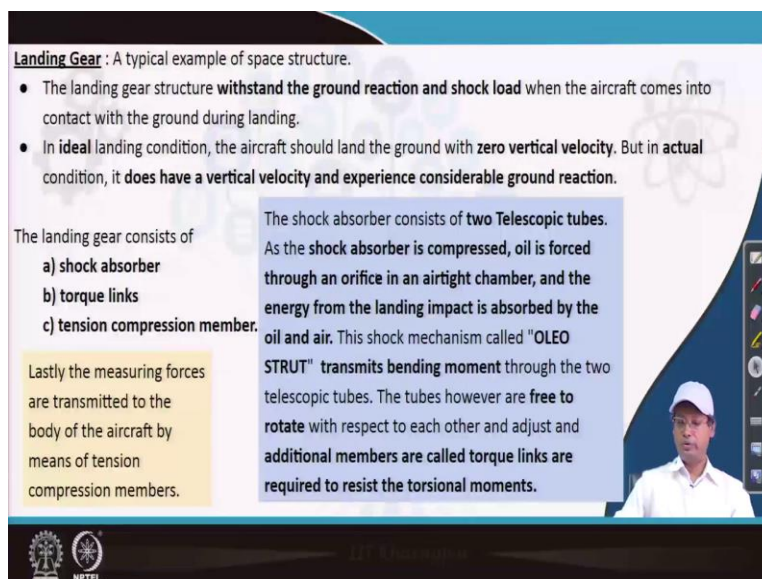 Landing Gear : A typical example of space structure.
● The landing gear structure withstand the ground reaction and shock load when the aircraft comes into
contact with the ground during landing.
● In ideal landing condition, the aircraft should land the ground with zero vertical velocity. But in actual
condition, it does have a vertical velocity and experience considerable ground reaction.
The landing gear consists of
a) shock absorber
b) torque links
c) tension compression member.
Lastly the measuring forces
are transmitted to the
body of the aircraft by
means of tension
compression members.
The shock absorber consists of two Telescopic tubes.
As the shock absorber is compressed, oil is forced
through an orifice in an airtight chamber, and the
energy from the landing impact is absorbed by the
oil and air. This shock mechanism called "OLEO
STRUT" transmits bending moment through the two
telescopic tubes. The tubes however are free to
rotate with respect to each other and adjust and
additional members are called torque links are
required to resist the torsional moments.
NPTEL